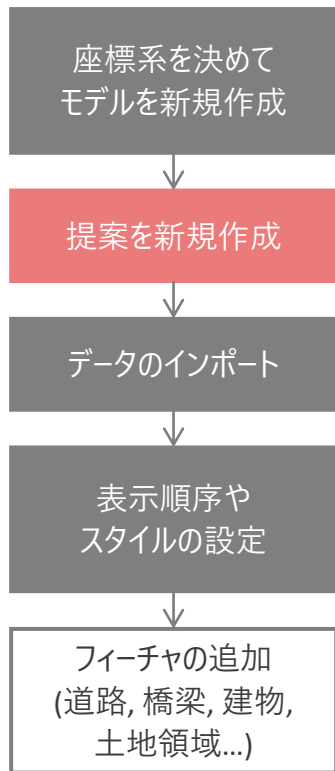 座標系を決めて
モデルを新規作成
提案を新規作成
データのインポート
表示順序や
スタイルの設定
フィーチャの追加
(道路, 橋梁, 建物,
土地領域...)